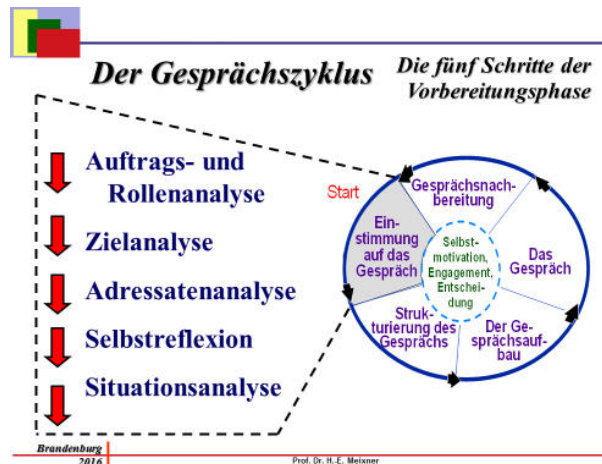 Der Gesprächszyklus
Die fünf Schritte der
Vorbereitungsphase
Auftrags- und
Rollenanalyse
Zielanalyse
Adressatenanalyse
Selbstreflexion
Situationsanalyse
Start
Gesprächsnach-
bereitung
Ein-
stimmung
auf das
Gespräch
Selbst-
motivation,
Engagement,
Entschei-
dung
Das
Gespräch
Struk-
turierung des
Gesprächs
Der Ge-
sprächsauf-
bau
Brandenburg
2016
Prof. Dr. H.-E. Meixner